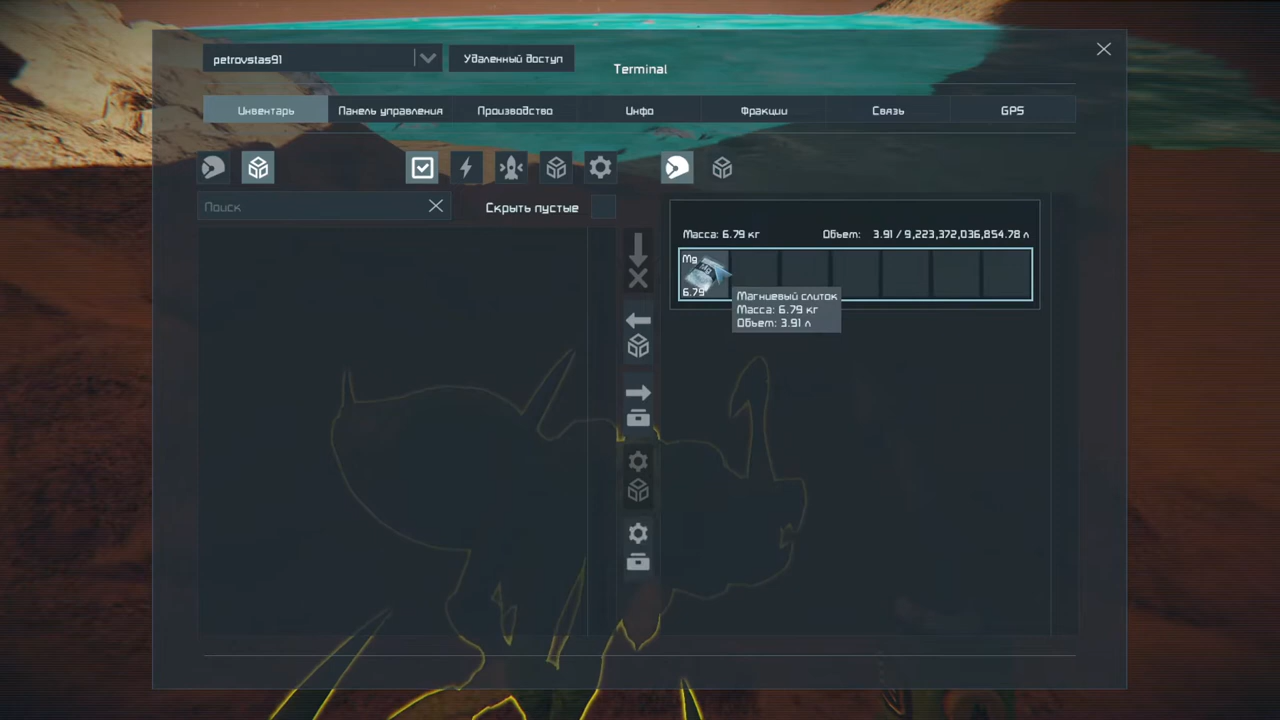 petrovstas91
Удаленный доступ
Terminal
Инвентарь
Панель управления
Производство
Инфо
Фракции
Связь
GPS
Поиск
Скрыть пустые
Масса: 6.79 кг
Объем: 3.91 / 9,223,372,036,854.78 л
Mg
6.79
Магниевый слиток
Масса: 6.79 кг
Объем: 3.91 л